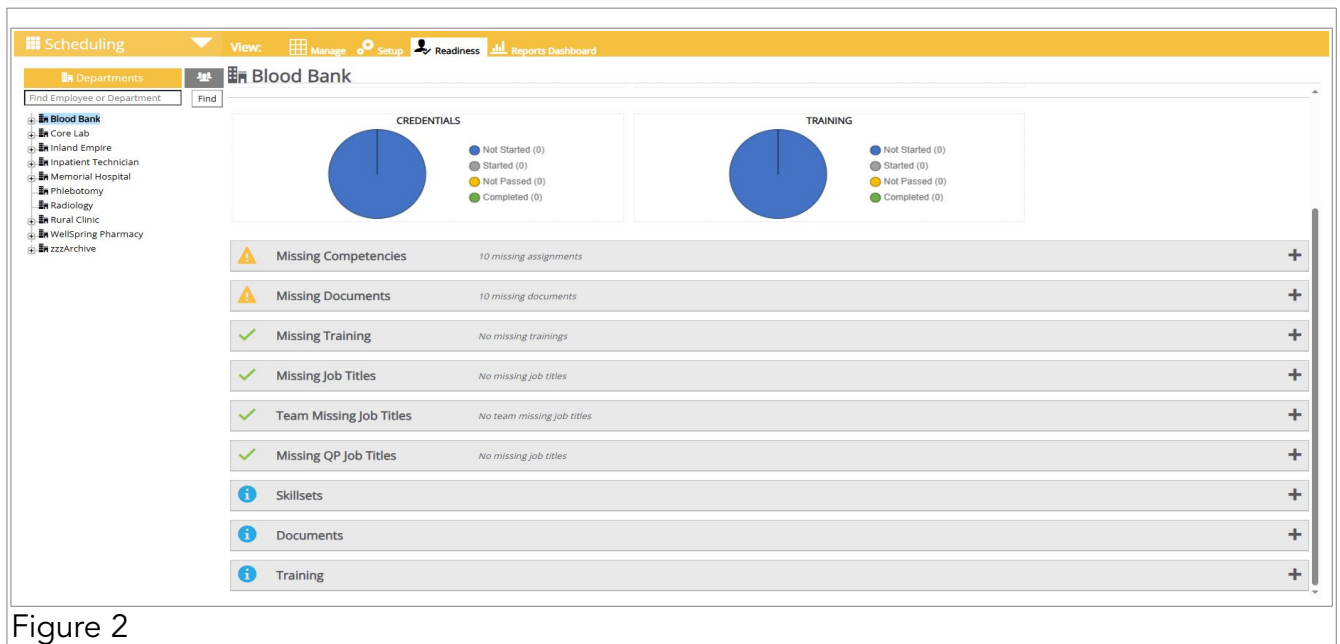 Scheduling
View: Manage Setup Readiness Reports Dashboard
Departments
Find Employee or Department Find
Blood Bank
Core Lab
Inland Empire
Inpatient Technician
Memorial Hospital
Phlebotomy
Radiology
Rural Clinic
WellSpring Pharmacy
zzzArchive
Blood Bank
CREDENTIALS
Not Started (0)
Started (0)
Not Passed (0)
Completed (0)
TRAINING
Not Started (0)
Started (0)
Not Passed (0)
Completed (0)
Missing Competencies 10 missing assignments
Missing Documents 10 missing documents
Missing Training No missing trainings
Missing Job Titles No missing job titles
Team Missing Job Titles No team missing job titles
Missing QP Job Titles No missing job titles
Skillsets
Documents
Training
Figure 2